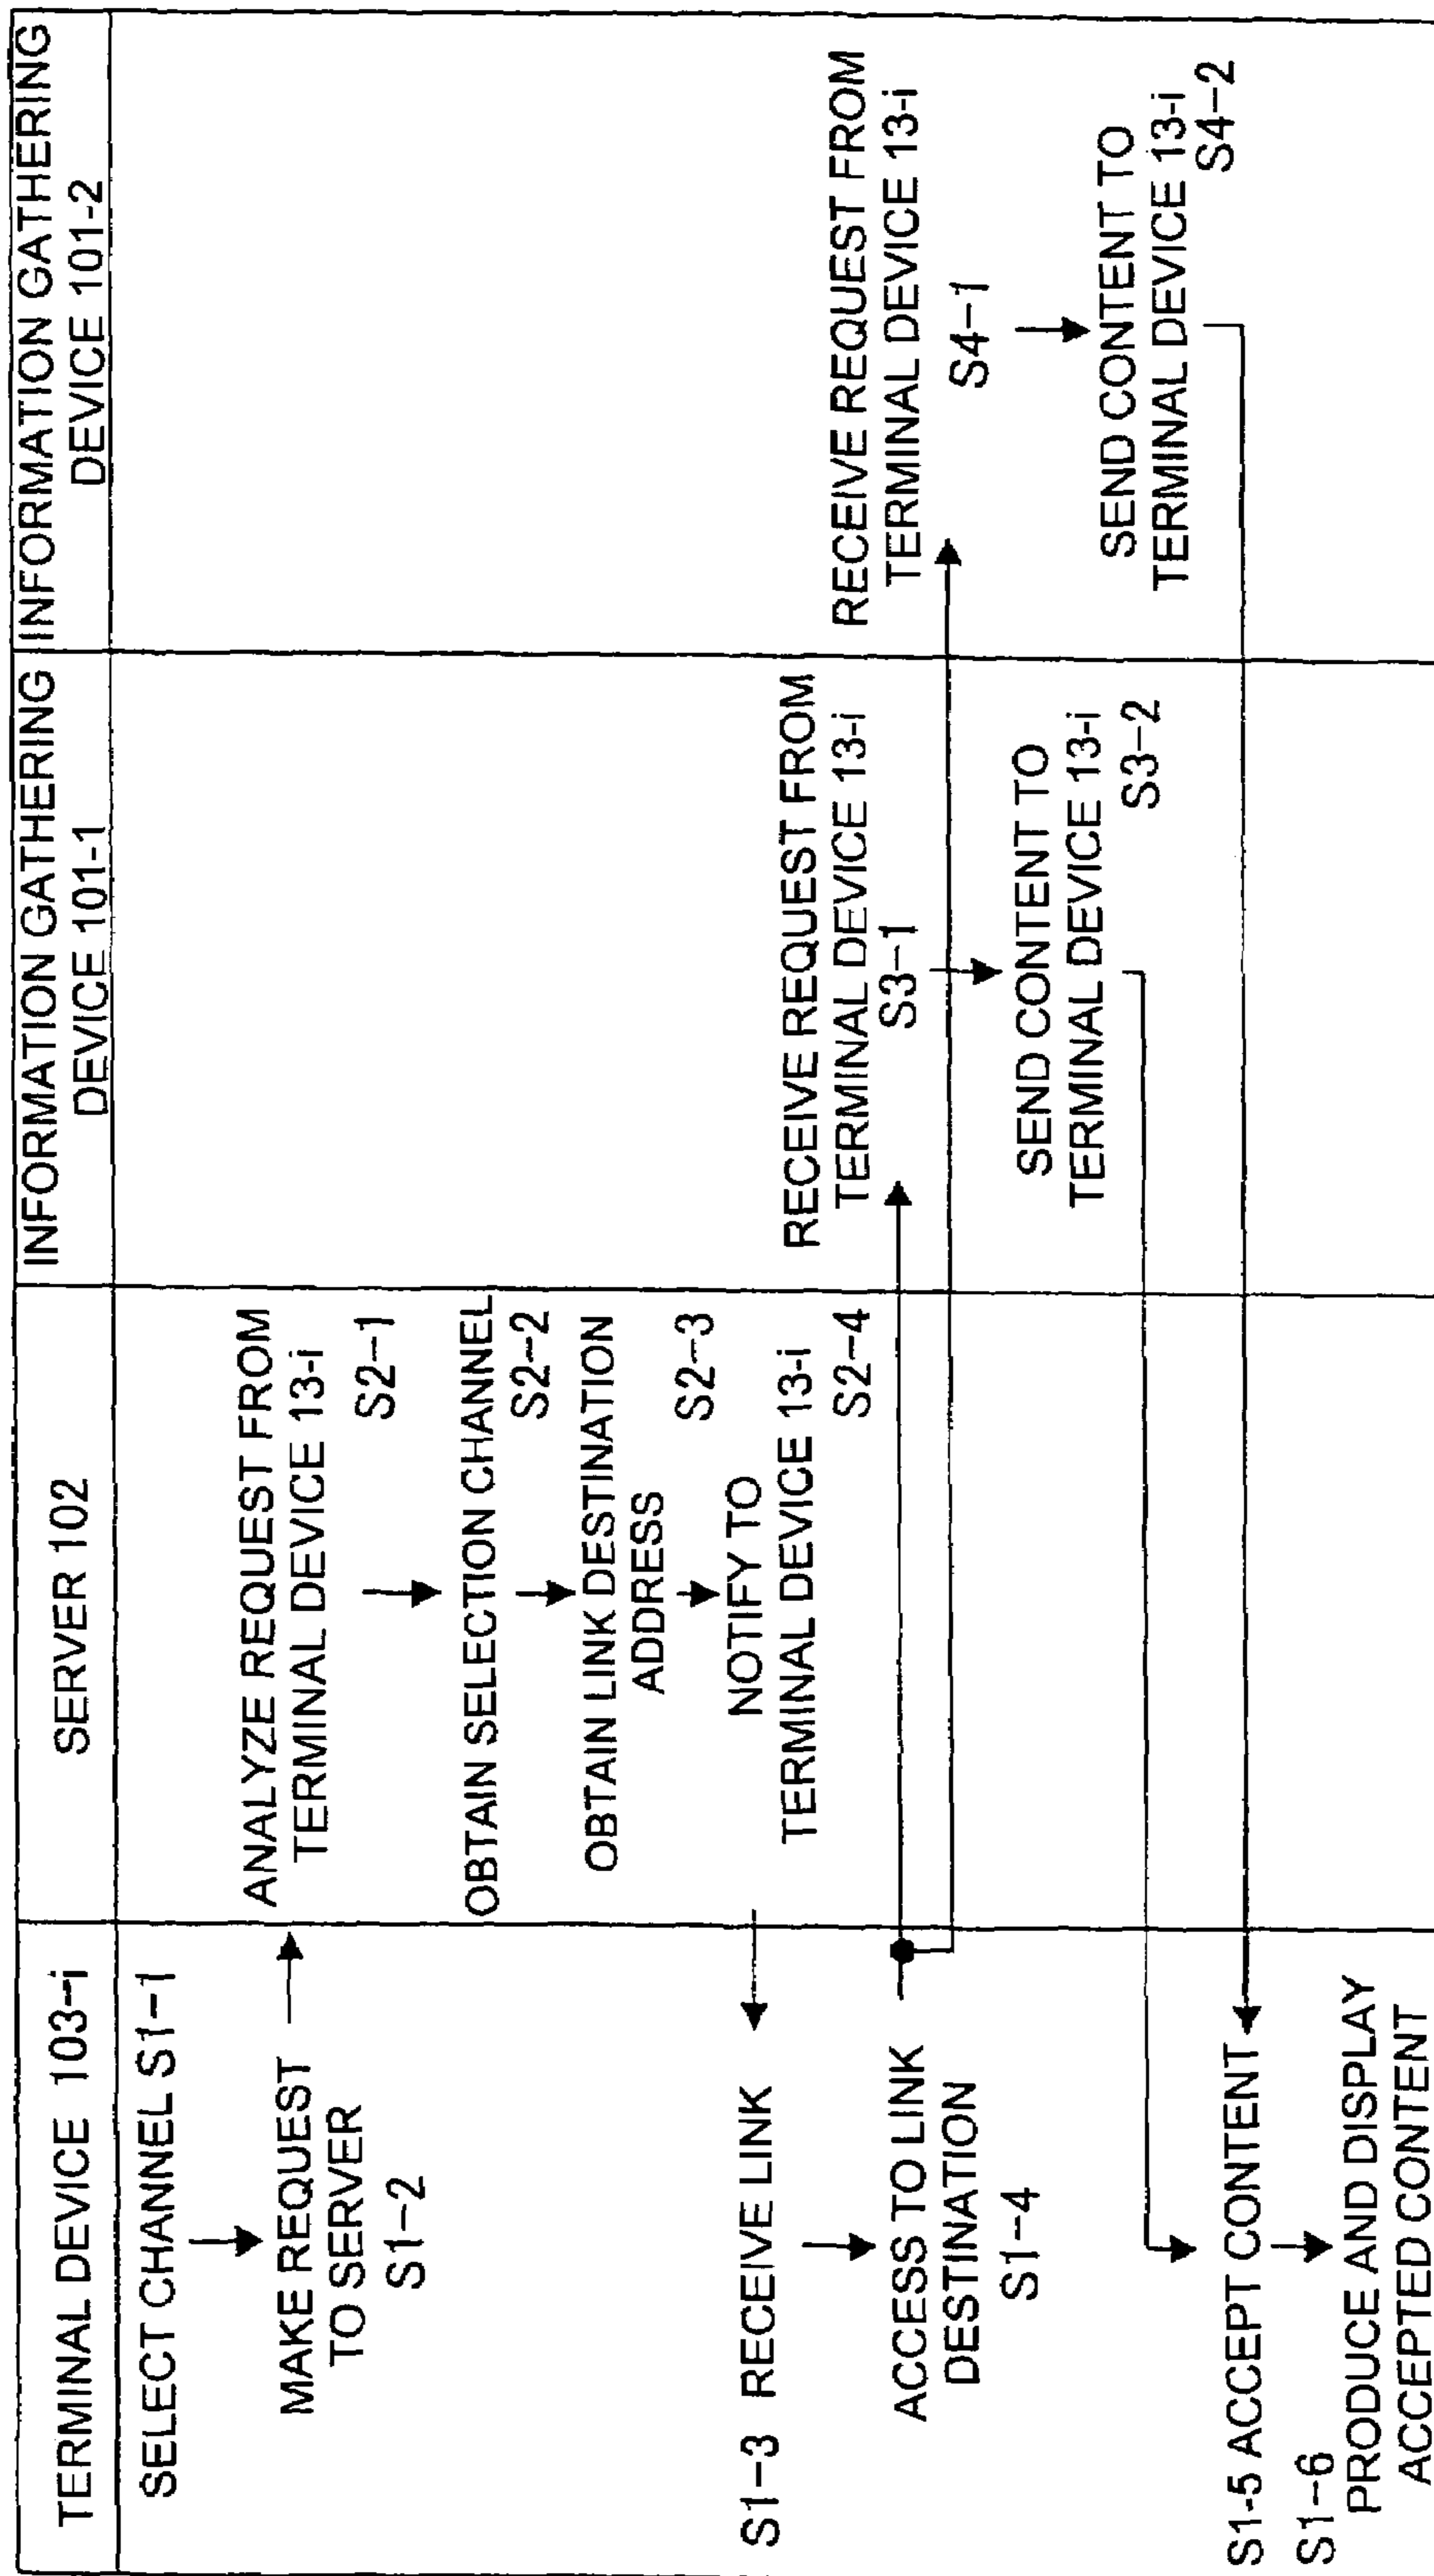 TERMINAL DEVICE 103-i
SERVER 102
INFORMATION GATHERING
DEVICE 101-1
INFORMATION GATHERING
DEVICE 101-2
SELECT CHANNEL S1-1
MAKE REQUEST
TO SERVER
S1-2
ANALYZE REQUEST FROM
TERMINAL DEVICE 13-i
S2-1
OBTAIN SELECTION CHANNEL
S2-2
OBTAIN LINK DESTINATION
ADDRESS
S2-3
NOTIFY TO
TERMINAL DEVICE 13-i
S2-4
S1-3 RECEIVE LINK
ACCESS TO LINK
DESTINATION
S1-4
RECEIVE REQUEST FROM
TERMINAL DEVICE 13-i
S3-1
SEND CONTENT TO
TERMINAL DEVICE 13-i
S3-2
RECEIVE REQUEST FROM
TERMINAL DEVICE 13-i
S4-1
SEND CONTENT TO
TERMINAL DEVICE 13-i
S4-2
S1-5 ACCEPT CONTENT
S1-6
PRODUCE AND DISPLAY
ACCEPTED CONTENT